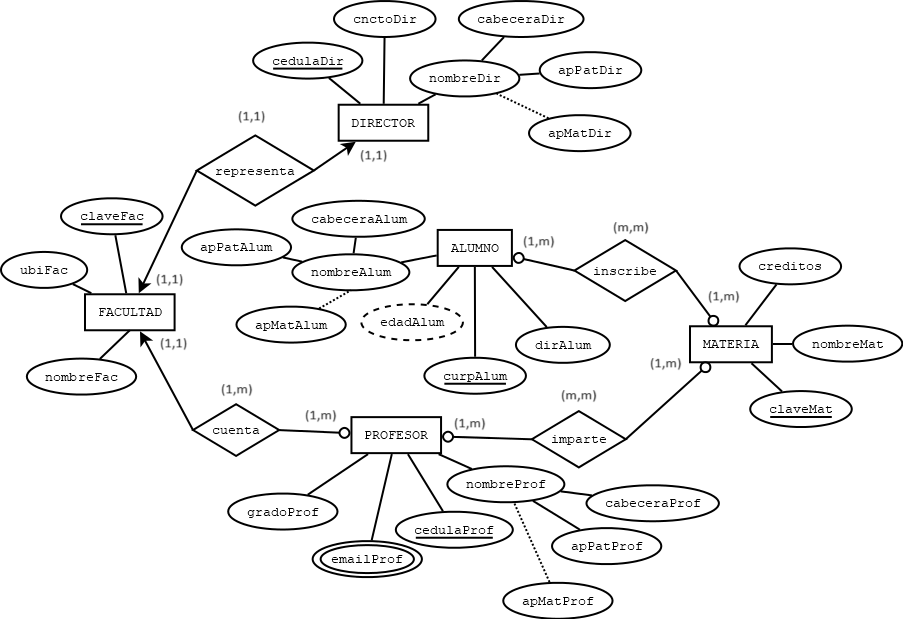 cnctoDir
cabeceraDir
cedulaDir
nombreDir
apPatDir
(1,1)
DIRECTOR
apMatDir
(1,1)
representa
claveFac
cabeceraAlum
(m,m)
apPatAlum
ALUMNO
(1,m)
ubiFac
nombreAlum
inscribe
creditos
(1,1)
(1,m)
FACULTAD
apMatAlum
edadAlum
(1,1)
dirAlum
MATERIA
nombreMat
(1,m)
nombreFac
curpAlum
(1,m)
(m,m)
claveMat
(1,m)
(1,m)
cuenta
PROFESOR
imparte
nombreProf
gradoProf
cabeceraProf
cedulaProf
emailProf
apPatProf
apMatProf